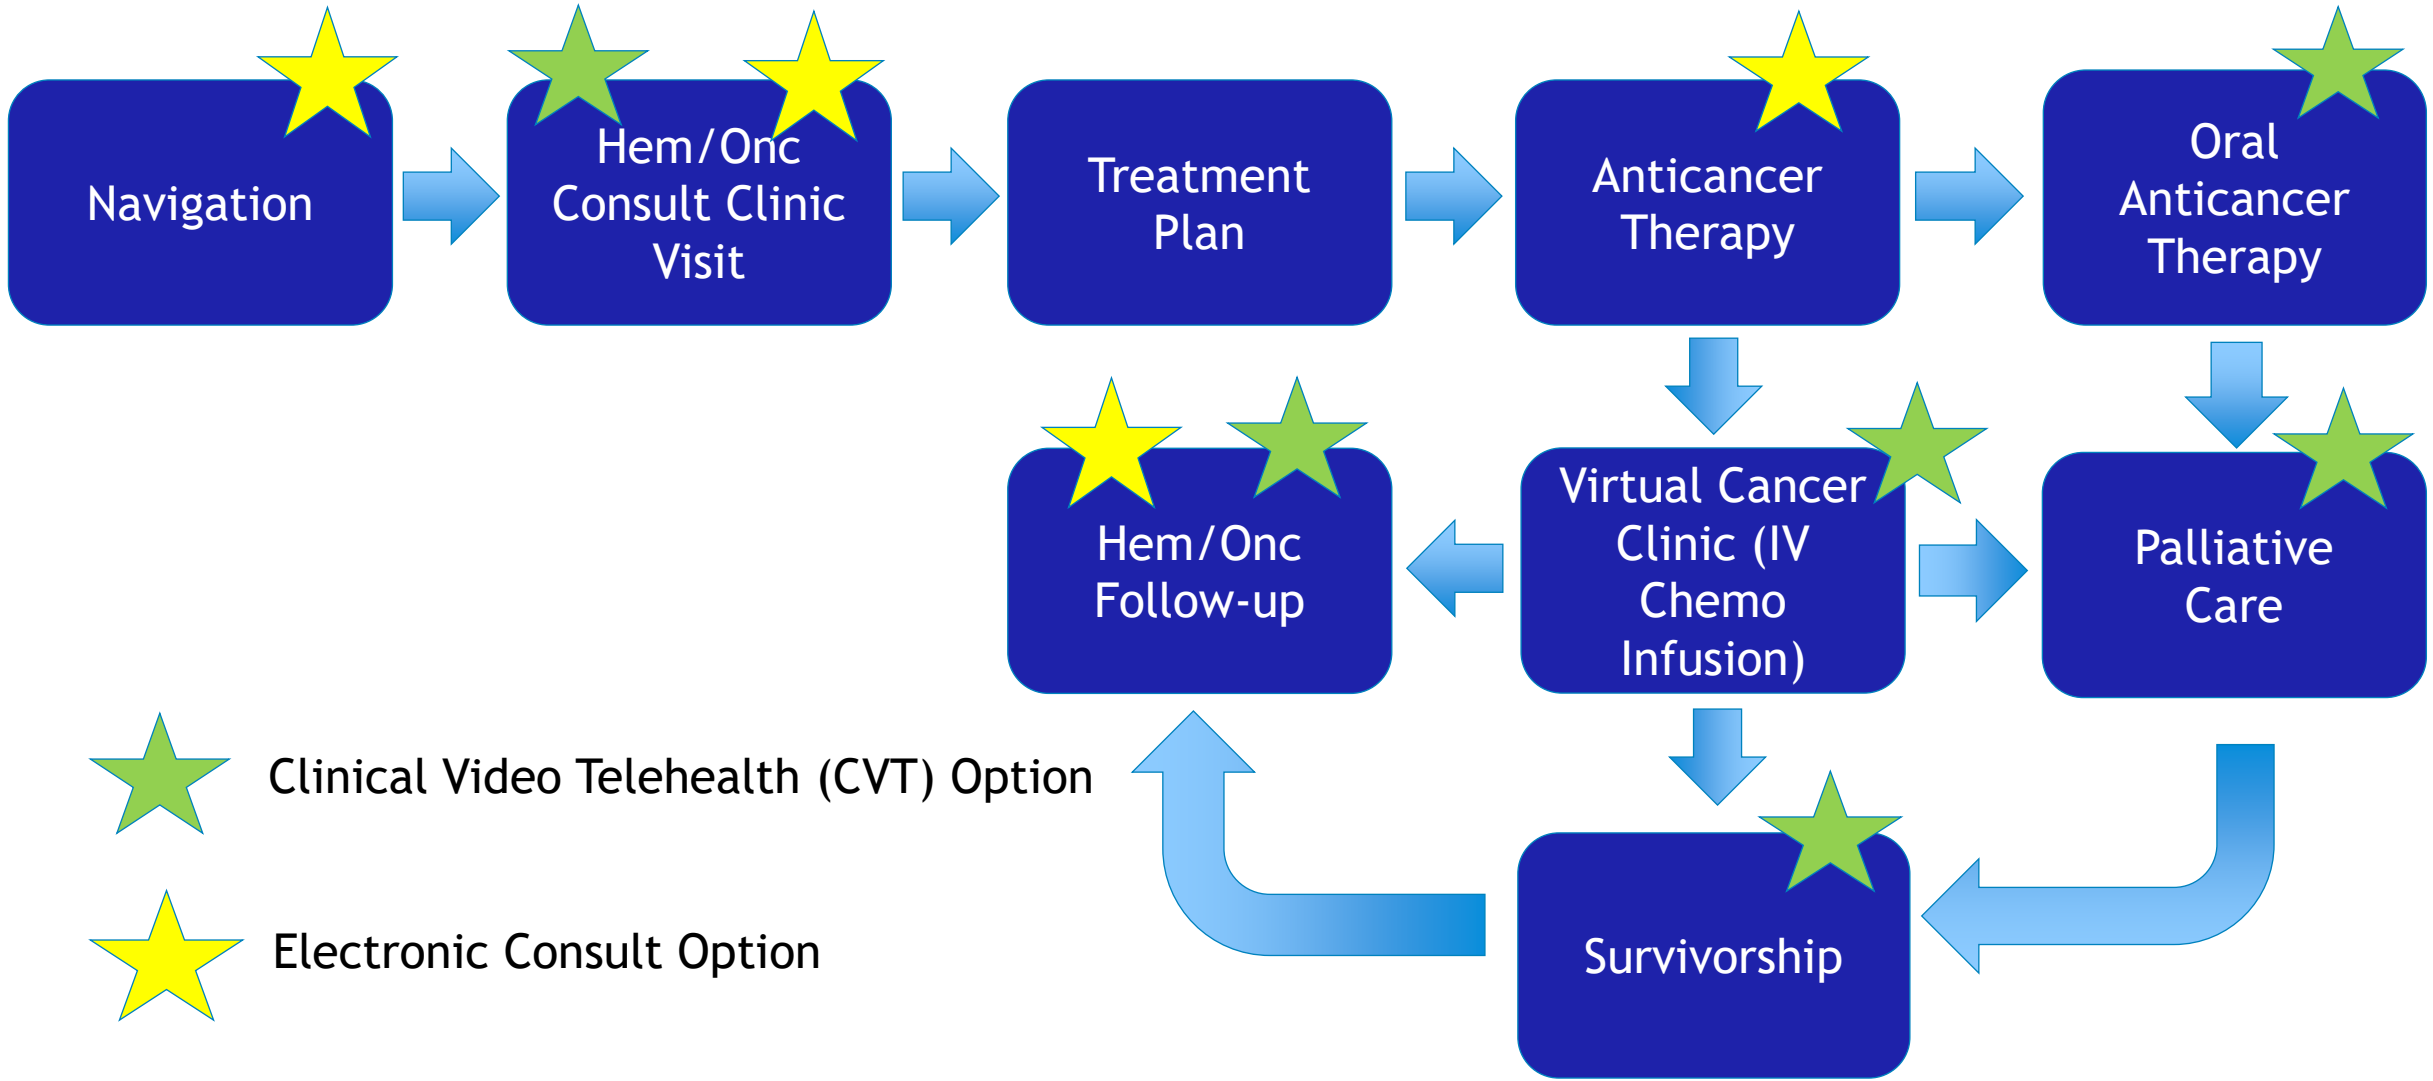 Navigation
Hem/Onc
Consult Clinic
Visit
Treatment
Plan
Anticancer
Therapy
Oral
Anticancer
Therapy
Hem/Onc
Follow-up
Virtual Cancer
Clinic (IV
Chemo
Infusion)
Palliative
Care
Clinical Video Telehealth (CVT) Option
Electronic Consult Option
Survivorship